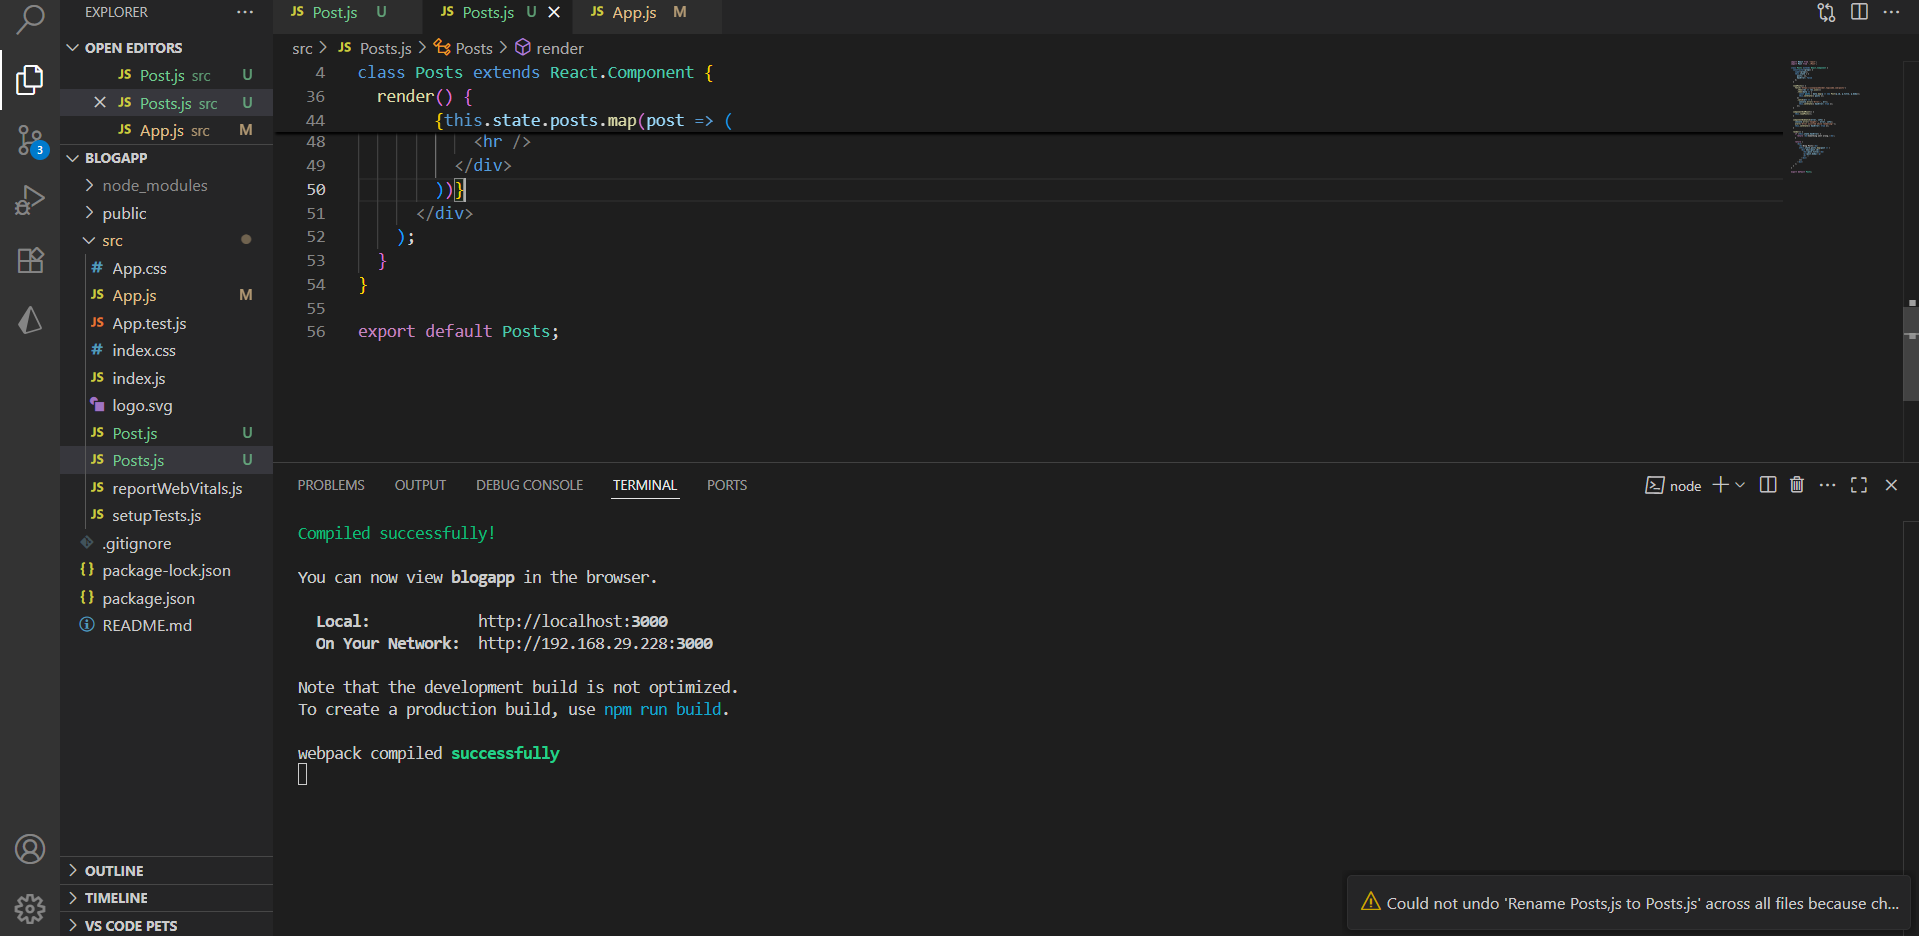 EXPLORER
OPEN EDITORS
JS Post.js src U
JS Posts.js src U
JS App.js src M
3
BLOGAPP
node_modules
public
src
# App.css
JS App.js M
JS App.test.js
# index.css
JS index.js
logo.svg
JS Post.js U
JS Posts.js U
JS reportWebVitals.js
JS setupTests.js
.gitignore
{} package-lock.json
{} package.json
README.md
OUTLINE
TIMELINE
VS CODE PETS
JS Post.js U
JS Posts.js U
JS App.js M
src > JS Posts.js > Posts > render
4 class Posts extends React.Component {
36 render() {
44 {this.state.posts.map(post => (
48 <hr />
49 </div>
50 ))}
51 </div>
52 );
53 }
54 }
55
56 export default Posts;
PROBLEMS OUTPUT DEBUG CONSOLE TERMINAL PORTS
node
Compiled successfully!
You can now view blogapp in the browser.
Local: http://localhost:3000
On Your Network: http://192.168.29.228:3000
Note that the development build is not optimized.
To create a production build, use npm run build.
webpack compiled successfully
Could not undo 'Rename Posts,js to Posts.js' across all files because ch...